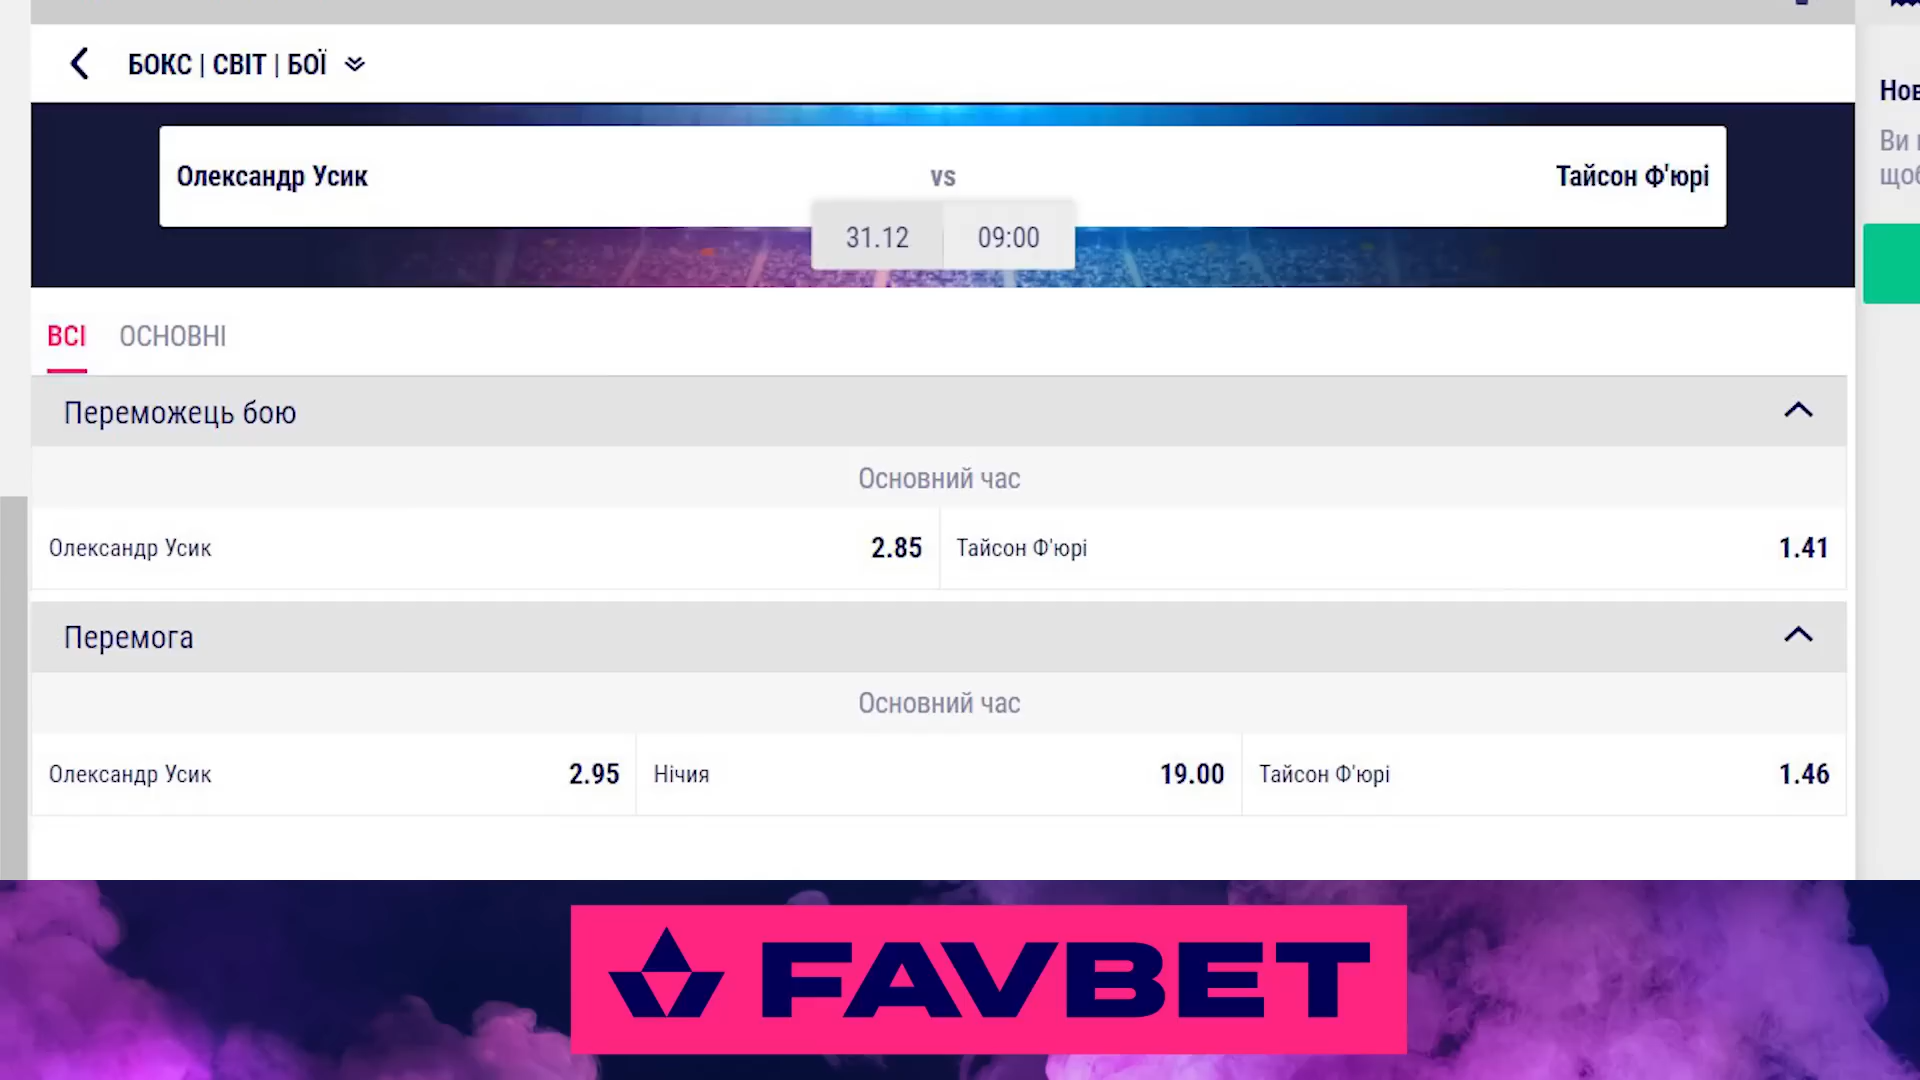 БОКС | СВІТ | БОЇ
Олександр Усик vs Тайсон Ф'юрі
31.12 09:00
ВСІ ОСНОВНІ
Переможець бою
Основний час
Олександр Усик 2.85 Тайсон Ф'юрі 1.41
Перемога
Основний час
Олександр Усик 2.95 Нічия 19.00 Тайсон Ф'юрі 1.46
Ви
FAVBET